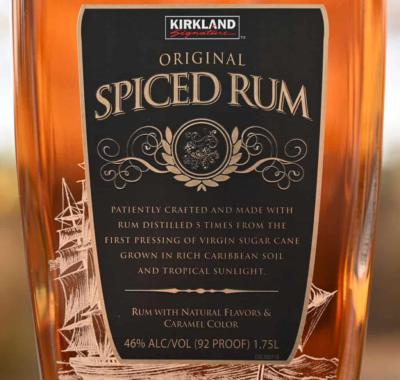 KIRKLAND
Signature
ORIGINAL
SPICED RUM
PATIENTLY CRAFTED AND MADE WITH
RUM DISTILLED 5 TIMES FROM THE
FIRST PRESSING OF VIRGIN SUGAR CANE
GROWN IN RICH CARIBBEAN SOIL
AND TROPICAL SUNLIGHT.
RUM WITH NATURAL FLAVORS &
CARAMEL COLOR
46% ALC/VOL (92 PROOF) 1.75L